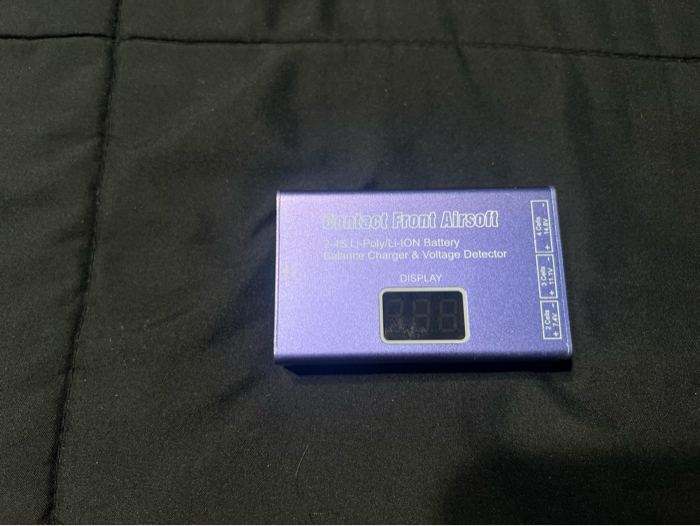 Contact Front Airsoft
2-4S Li-Poly/Li-ION Battery
Balance Charger & Voltage Detector
DISPLAY
4 Cells
+ 14.8V -
3 Cells
+ 11.1V -
2 Cells
+ 7.4V -